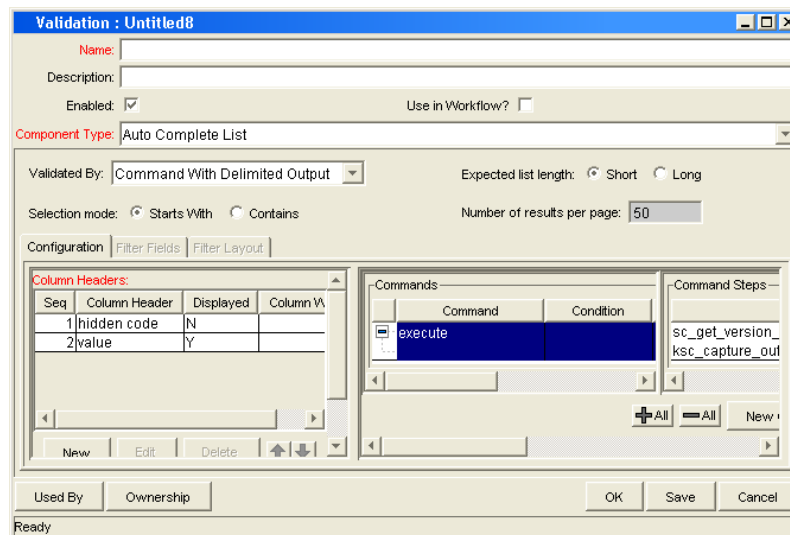 Validation : Untitled8
Name:
Description:
Enabled: Use in Workflow?
Component Type: Auto Complete List
Validated By: Command With Delimited Output Expected list length: Short Long
Selection mode: Starts With Contains Number of results per page: 50
Configuration Filter Fields Filter Layout
Column Headers:
Seq Column Header Displayed Column W
1 hidden code N
2 value Y
New Edit Delete
Commands
Command Condition
execute
All All New
Command Steps
sc_get_version_
ksc_capture_out
Used By Ownership OK Save Cancel
Ready